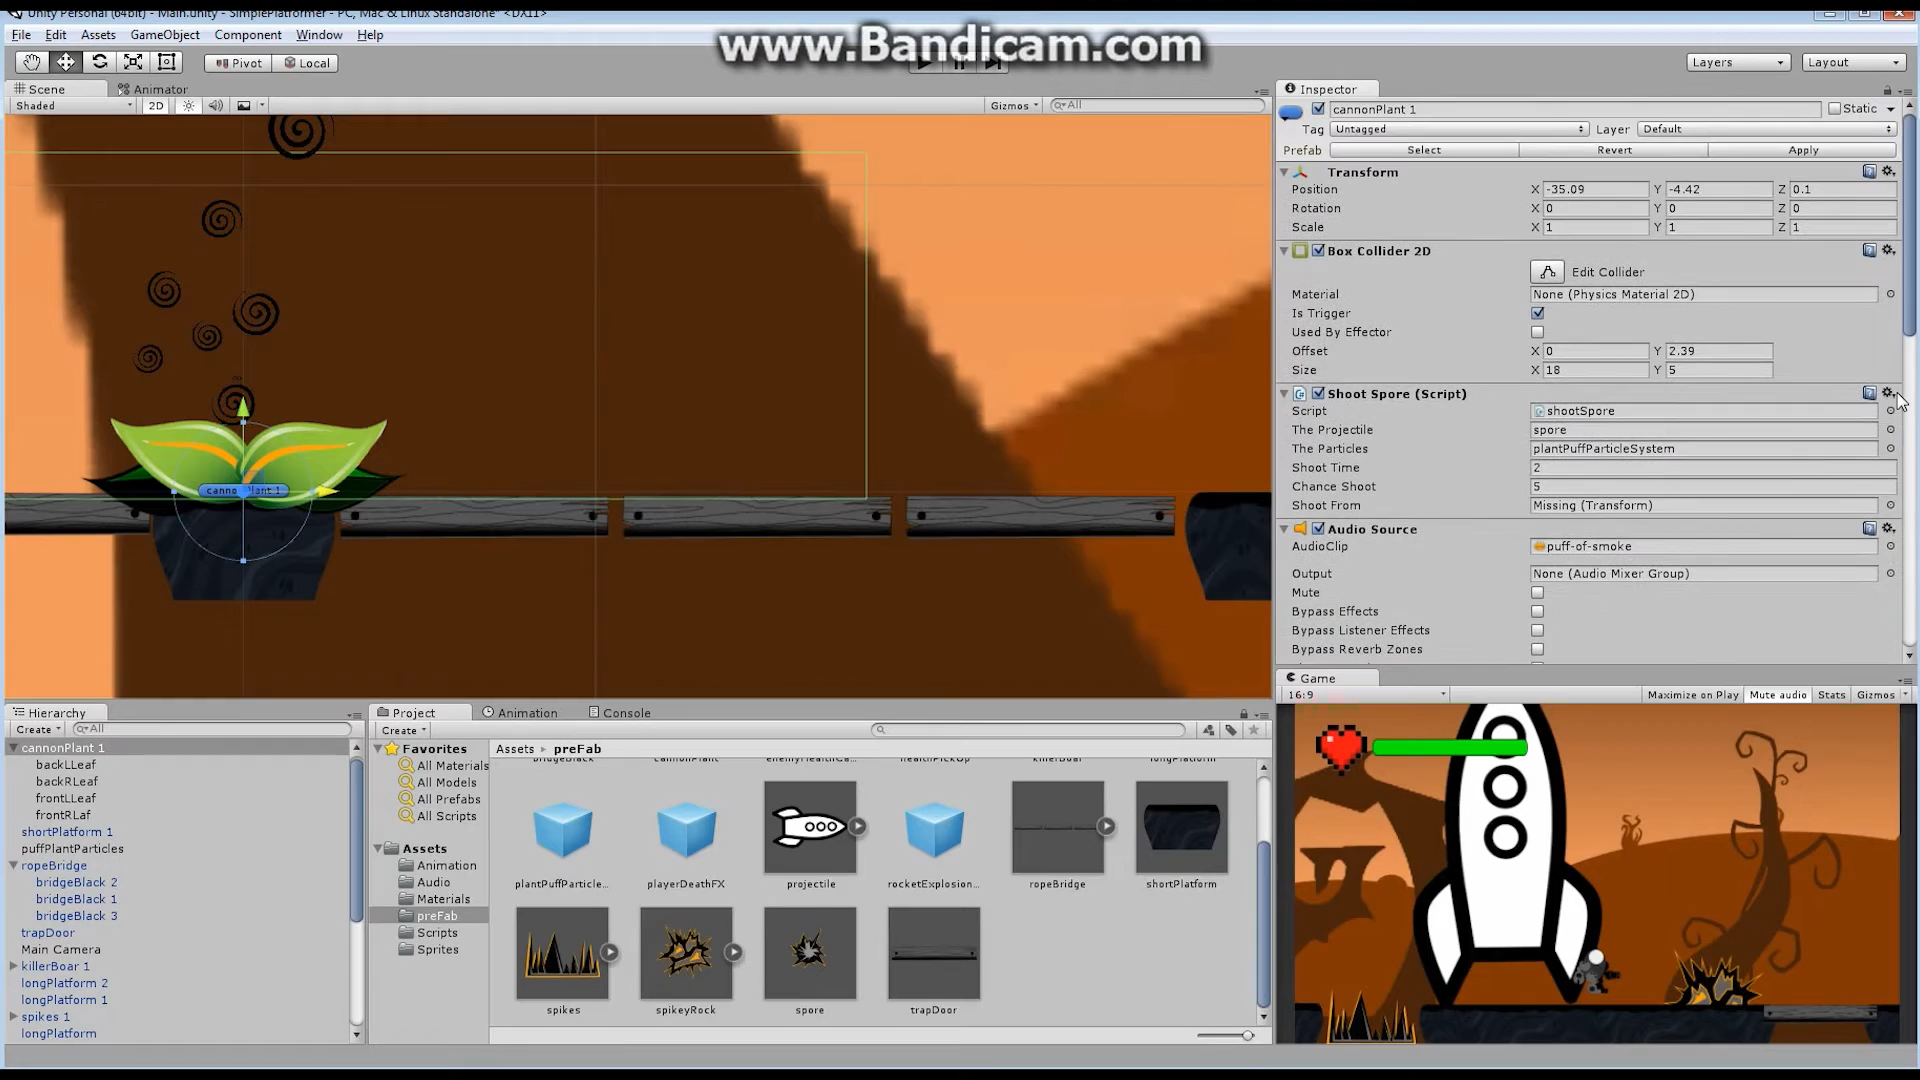 Unity Personal (64bit) - Main.unity - SimplePlatformer - PC, Mac & Linux Standalone* <DX11>
www.Bandicam.com
File Edit Assets GameObject Component Window Help
Pivot Local
Layers Layout
Scene Animator
Shaded 2D Gizmos All
Inspector
cannonPlant 1 Static
Tag Untagged Layer Default
Prefab Select Revert Apply
Transform
Position X -35.09 Y -4.42 Z 0.1
Rotation X 0 Y 0 Z 0
Scale X 1 Y 1 Z 1
Box Collider 2D
Edit Collider
Material None (Physics Material 2D)
Is Trigger
Used By Effector
Offset X 0 Y 2.39
Size X 18 Y 5
Shoot Spore (Script)
Script shootSpore
The Projectile spore
The Particles plantPuffParticleSystem
Shoot Time 2
Chance Shoot 5
Shoot From Missing (Transform)
Audio Source
AudioClip puff-of-smoke
Output None (Audio Mixer Group)
Mute
Bypass Effects
Bypass Listener Effects
Bypass Reverb Zones
Game
16:9 Maximize on Play Mute audio Stats Gizmos
Hierarchy
Create All
cannonPlant 1
backLLeaf
backRLeaf
frontLLeaf
frontRLaf
shortPlatform 1
puffPlantParticles
ropeBridge
bridgeBlack 2
bridgeBlack 1
bridgeBlack 3
trapDoor
Main Camera
killerBoar 1
longPlatform 2
longPlatform 1
spikes 1
longPlatform
Project Animation Console
Create
Favorites
All Materials
All Models
All Prefabs
All Scripts
Assets
Animation
Audio
Materials
preFab
Scripts
Sprites
Assets preFab
bridgeBlack cannonPlant enemyHealthCa... healthPickUp killerBoar longPlatform
plantPuffParticle... playerDeathFX projectile rocketExplosion... ropeBridge shortPlatform
spikes spikeyRock spore trapDoor